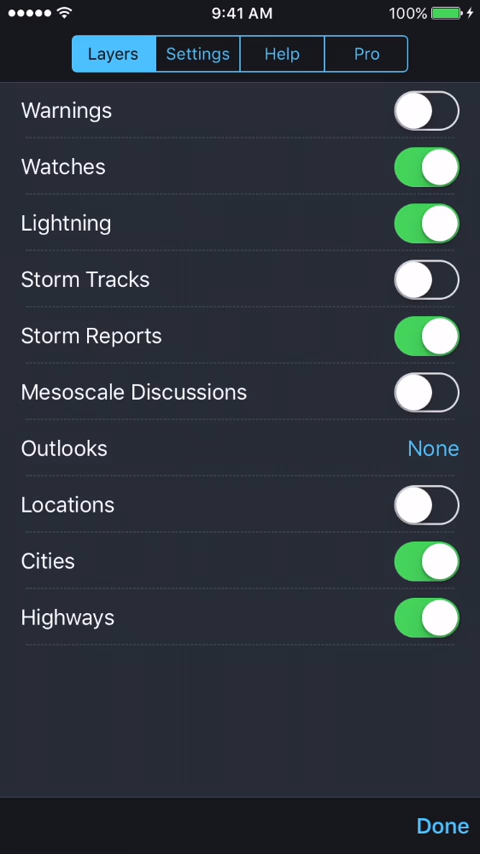 9:41 AM 100%
Layers Settings Help Pro
Warnings
Watches
Lightning
Storm Tracks
Storm Reports
Mesoscale Discussions
Outlooks None
Locations
Cities
Highways
Done